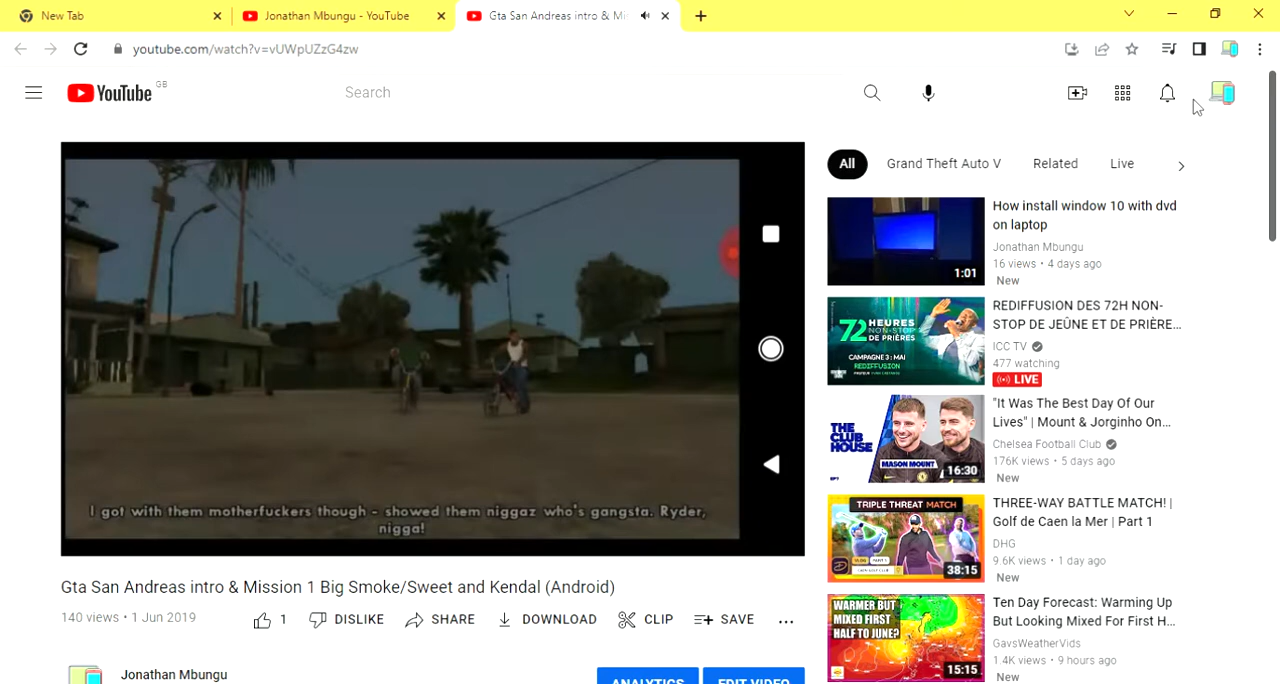 New Tab
Jonathan Mbungu - YouTube
Gta San Andreas intro & Mi
youtube.com/watch?v=vUWpUZzG4zw
YouTube GB
Search
I got with them motherfuckers though - showed them niggaz who's gangsta. Ryder,
nigga!
Gta San Andreas intro & Mission 1 Big Smoke/Sweet and Kendal (Android)
140 views • 1 Jun 2019
1
DISLIKE
SHARE
DOWNLOAD
CLIP
SAVE
Jonathan Mbungu
ANALYTICS
EDIT VIDEO
All
Grand Theft Auto V
Related
Live
How install window 10 with dvd
on laptop
Jonathan Mbungu
16 views • 4 days ago
New
1:01
REDIFFUSION DES 72H NON-
STOP DE JEÛNE ET DE PRIÈRE...
ICC TV
477 watching
LIVE
72 HEURES
NON-STOP
DE PRIÈRES
CAMPAGNE 3: MAI
REDIFFUSION
"It Was The Best Day Of Our
Lives" | Mount & Jorginho On...
Chelsea Football Club
176K views • 5 days ago
New
THE
CLUB
HOUSE
MASON MOUNT
16:30
THREE-WAY BATTLE MATCH! |
Golf de Caen la Mer | Part 1
DHG
9.6K views • 1 day ago
New
TRIPLE THREAT MATCH
38:15
Ten Day Forecast: Warming Up
But Looking Mixed For First H...
GavsWeatherVids
1.4K views • 9 hours ago
New
WARMER BUT
MIXED FIRST
HALF TO JUNE?
15:15